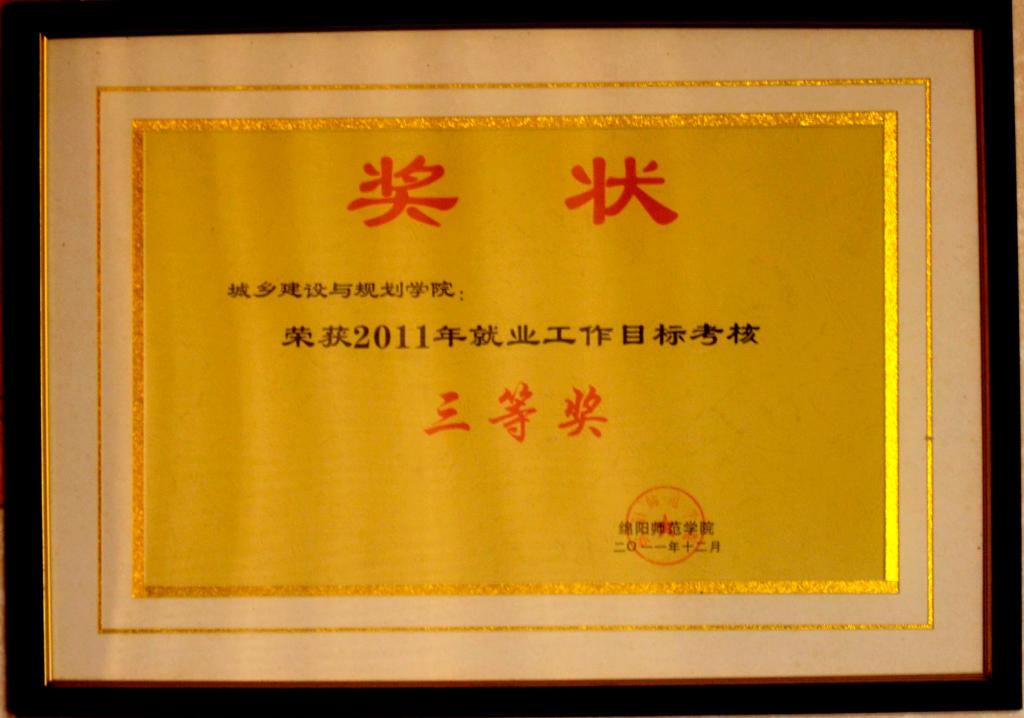 奖 状
城乡建设与规划学院：
荣获2011年就业工作目标考核
三等奖
绵阳师范学院
二〇一一年十二月